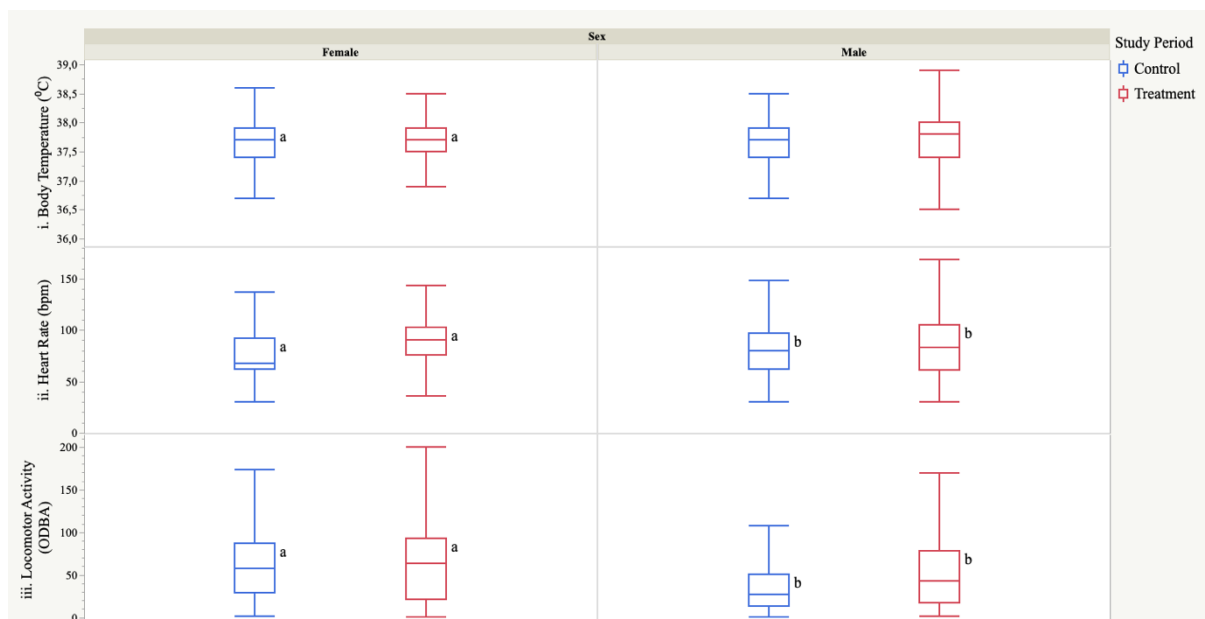 Sex
Female
Male
Study Period
Control
Treatment
i. Body Temperature (⁰C)
39,0
38,5
38,0
37,5
37,0
36,5
36,0
a
a
ii. Heart Rate (bpm)
150
100
50
0
a
a
b
b
iii. Locomotor Activity
(ODBA)
200
150
100
50
0
a
a
b
b